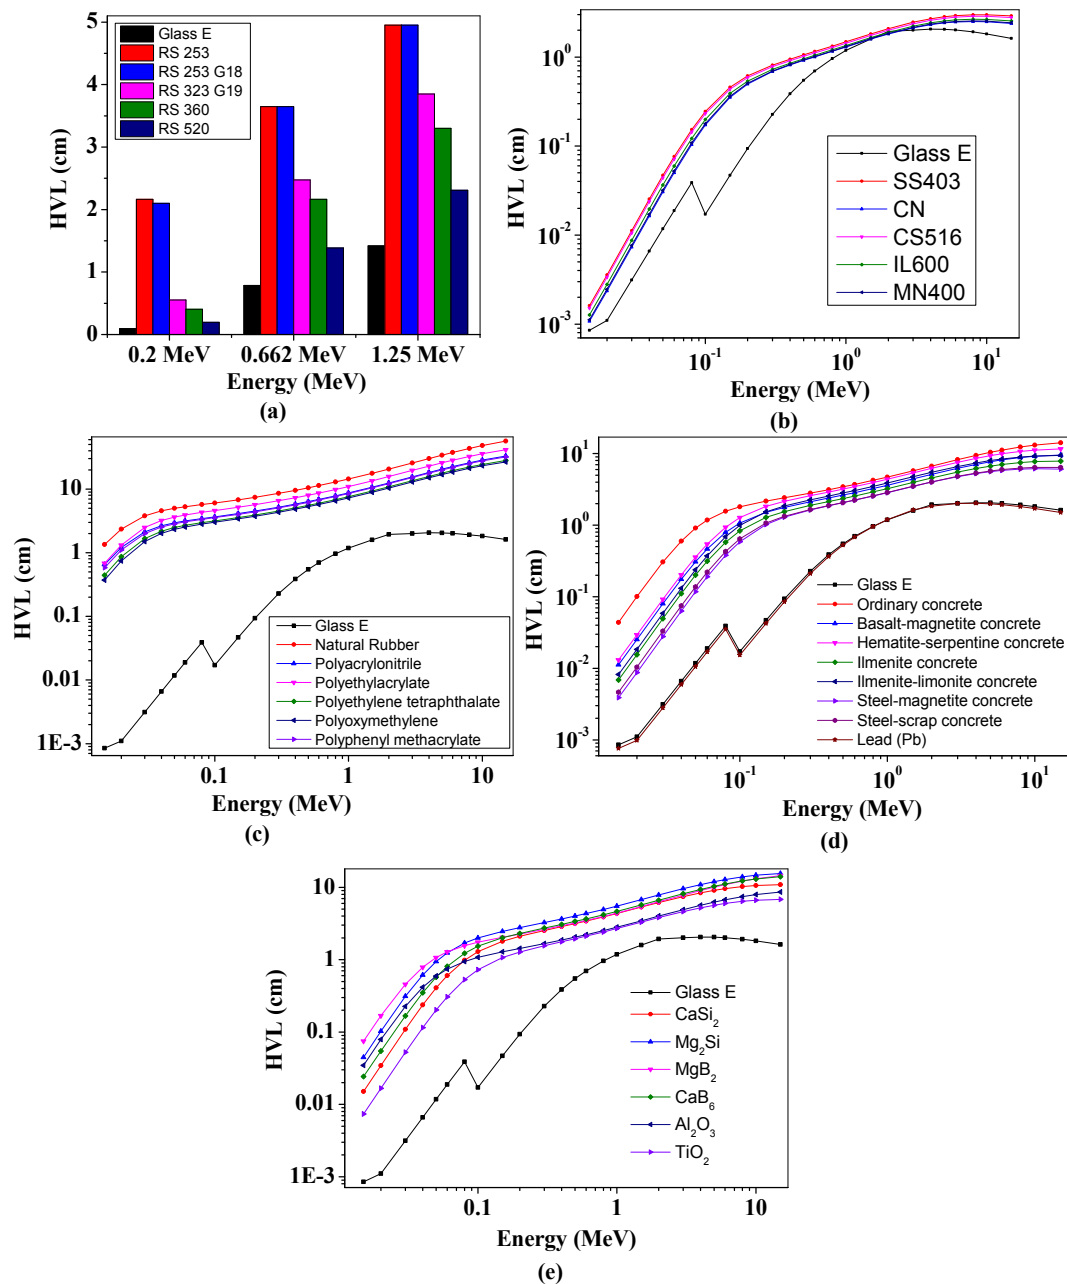 5
4
3
2
1
0
HVL (cm)
Glass E
RS 253
RS 253 G18
RS 323 G19
RS 360
RS 520
0.2 MeV 0.662 MeV 1.25 MeV
Energy (MeV)
(a)
10^0
10^-1
10^-2
10^-3
HVL (cm)
Glass E
SS403
CN
CS516
IL600
MN400
10^-1 10^0 10^1
Energy (MeV)
(b)
10
1
0.1
0.01
1E-3
HVL (cm)
Glass E
Natural Rubber
Polyacrylonitrile
Polyethylacrylate
Polyethylene tetraphthalate
Polyoxymethylene
Polyphenyl methacrylate
0.1 1 10
Energy (MeV)
(c)
10^1
10^0
10^-1
10^-2
10^-3
HVL (cm)
Glass E
Ordinary concrete
Basalt-magnetite concrete
Hematite-serpentine concrete
Ilmenite concrete
Ilmenite-limonite concrete
Steel-magnetite concrete
Steel-scrap concrete
Lead (Pb)
10^-1 10^0 10^1
Energy (MeV)
(d)
10
1
0.1
0.01
1E-3
HVL (cm)
Glass E
CaSi₂
Mg₂Si
MgB₂
CaB₆
Al₂O₃
TiO₂
0.1 1 10
Energy (MeV)
(e)